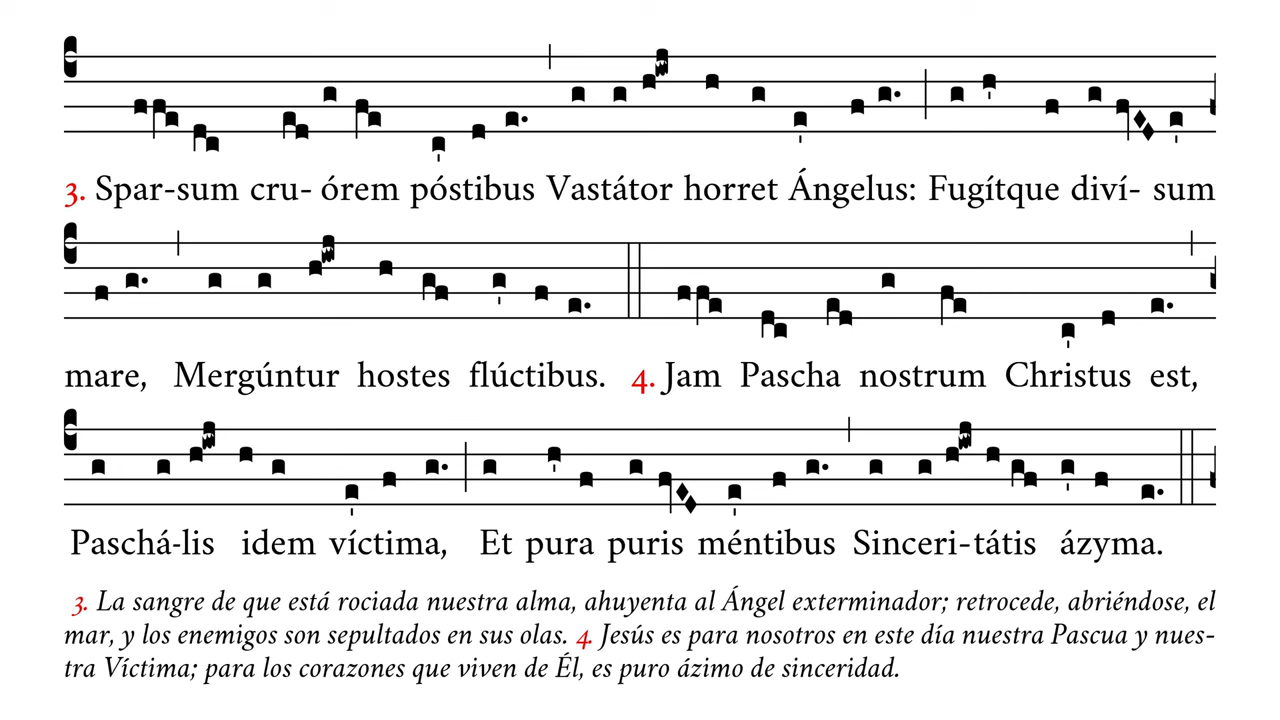 3. Spar-sum cru- órem póstibus Vastátor horret Ángelus: Fugítque diví- sum
mare, Mergúntur hostes flúctibus. 4. Jam Pascha nostrum Christus est,
Paschá-lis idem víctima, Et pura puris méntibus Sinceri-tátis ázyma.
3. La sangre de que está rociada nuestra alma, ahuyenta al Ángel exterminador; retrocede, abriéndose, el
mar, y los enemigos son sepultados en sus olas. 4. Jesús es para nosotros en este día nuestra Pascua y nues-
tra Víctima; para los corazones que viven de Él, es puro ázimo de sinceridad.